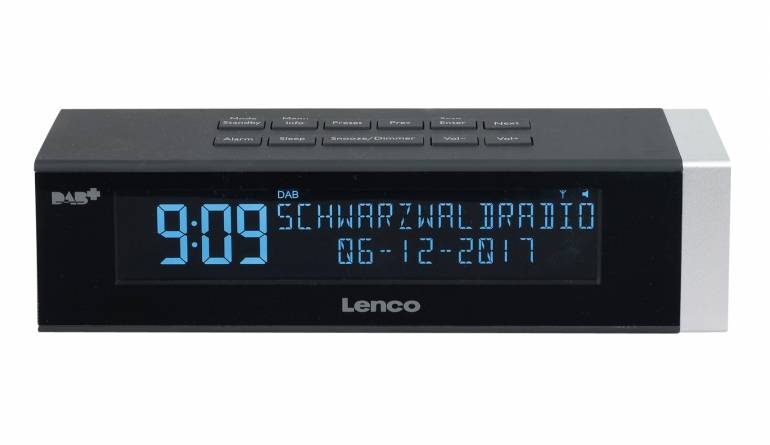 Mode Menu Scan
Standby Info Preset Prev Enter Next
Alarm Sleep Snooze/Dimmer Vol- Vol+
DAB+
DAB
9:09
SCHWARZWALDRADIO
06-12-2017
Lenco